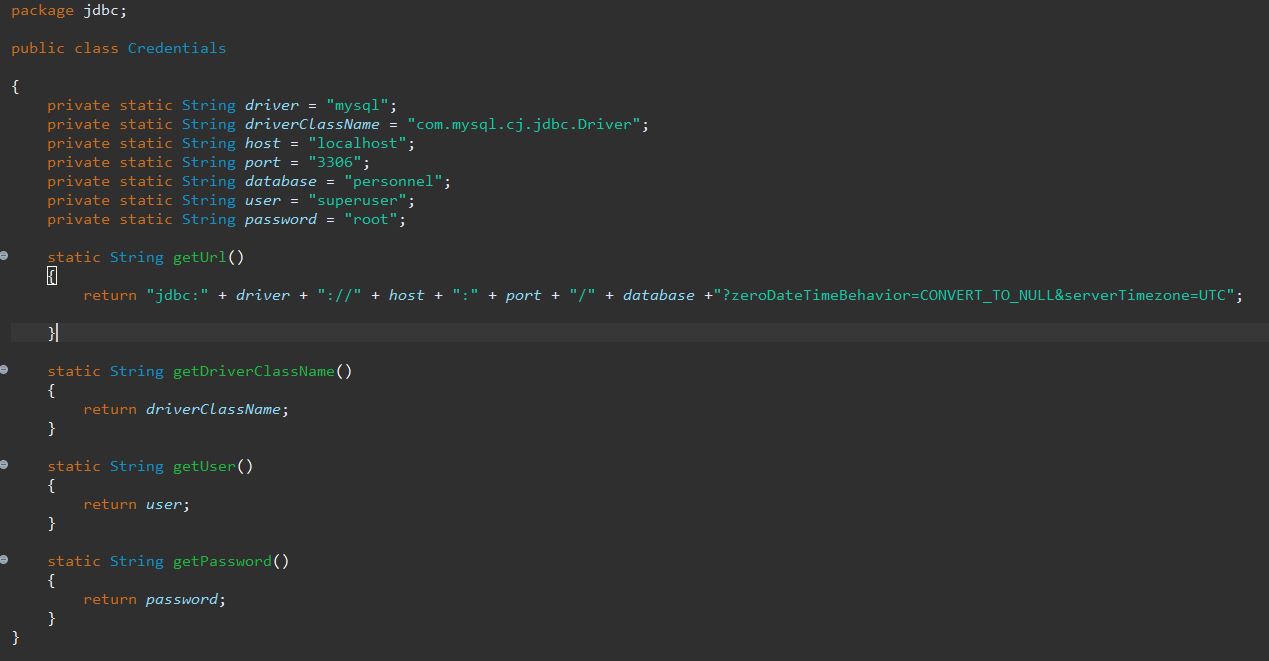 package jdbc;
public class Credentials
{
private static String driver = "mysql";
private static String driverClassName = "com.mysql.cj.jdbc.Driver";
private static String host = "localhost";
private static String port = "3306";
private static String database = "personnel";
private static String user = "superuser";
private static String password = "root";
static String getUrl()
{
return "jdbc:" + driver + "://" + host + ":" + port + "/" + database +"?zeroDateTimeBehavior=CONVERT_TO_NULL&serverTimezone=UTC";
}
static String getDriverClassName()
{
return driverClassName;
}
static String getUser()
{
return user;
}
static String getPassword()
{
return password;
}
}